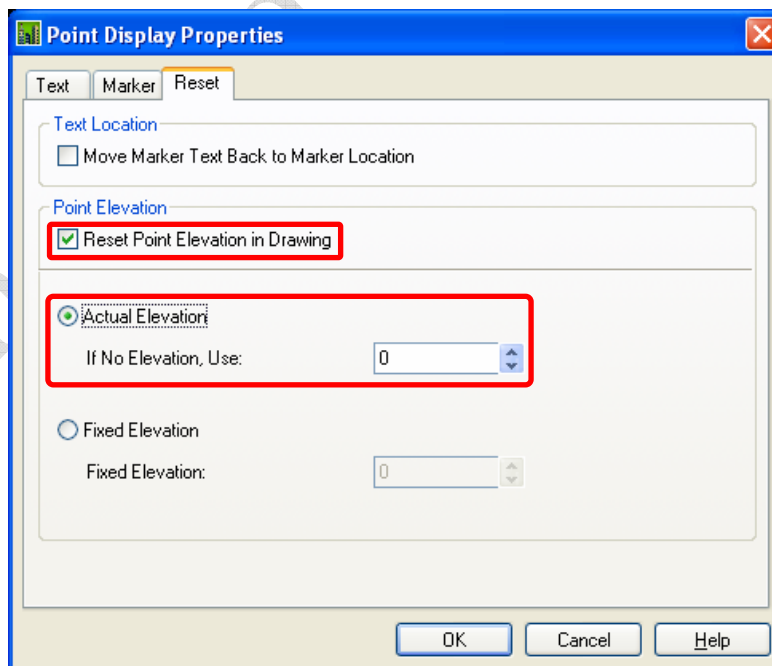 Point Display Properties
Text Marker Reset
Text Location
Move Marker Text Back to Marker Location
Point Elevation
Reset Point Elevation in Drawing
Actual Elevation
If No Elevation, Use: 0
Fixed Elevation
Fixed Elevation: 0
OK Cancel Help